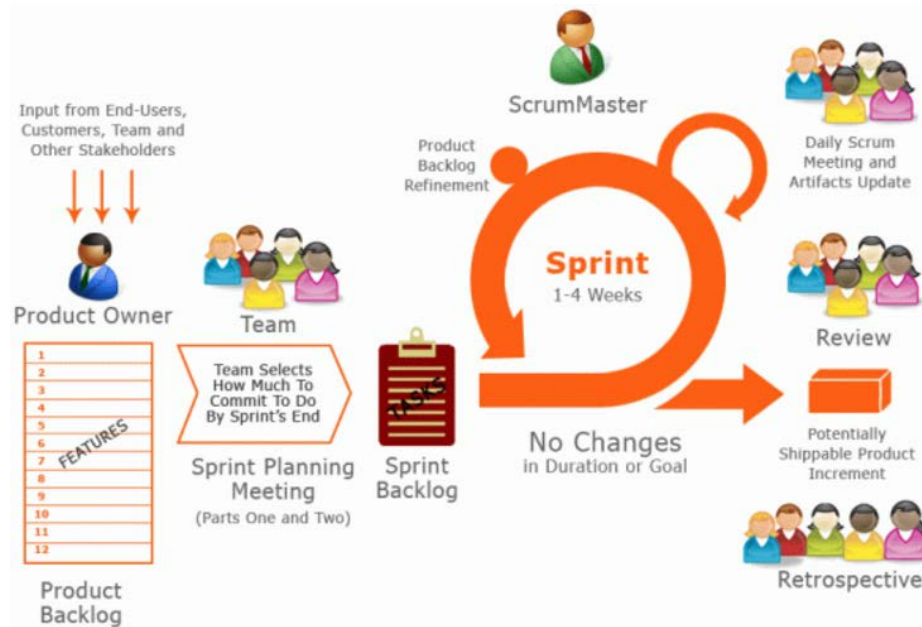 Input from End-Users,
Customers, Team and
Other Stakeholders
Product Owner
1
2
3
4
5
6
7
8
9
10
11
12
FEATURES
Product
Backlog
Team
Team Selects
How Much To
Commit To Do
By Sprint's End
Sprint Planning
Meeting
(Parts One and Two)
TASKS
Sprint
Backlog
ScrumMaster
Product
Backlog
Refinement
Sprint
1-4 Weeks
No Changes
in Duration or Goal
Daily Scrum
Meeting and
Artifacts Update
Review
Potentially
Shippable Product
Increment
Retrospective